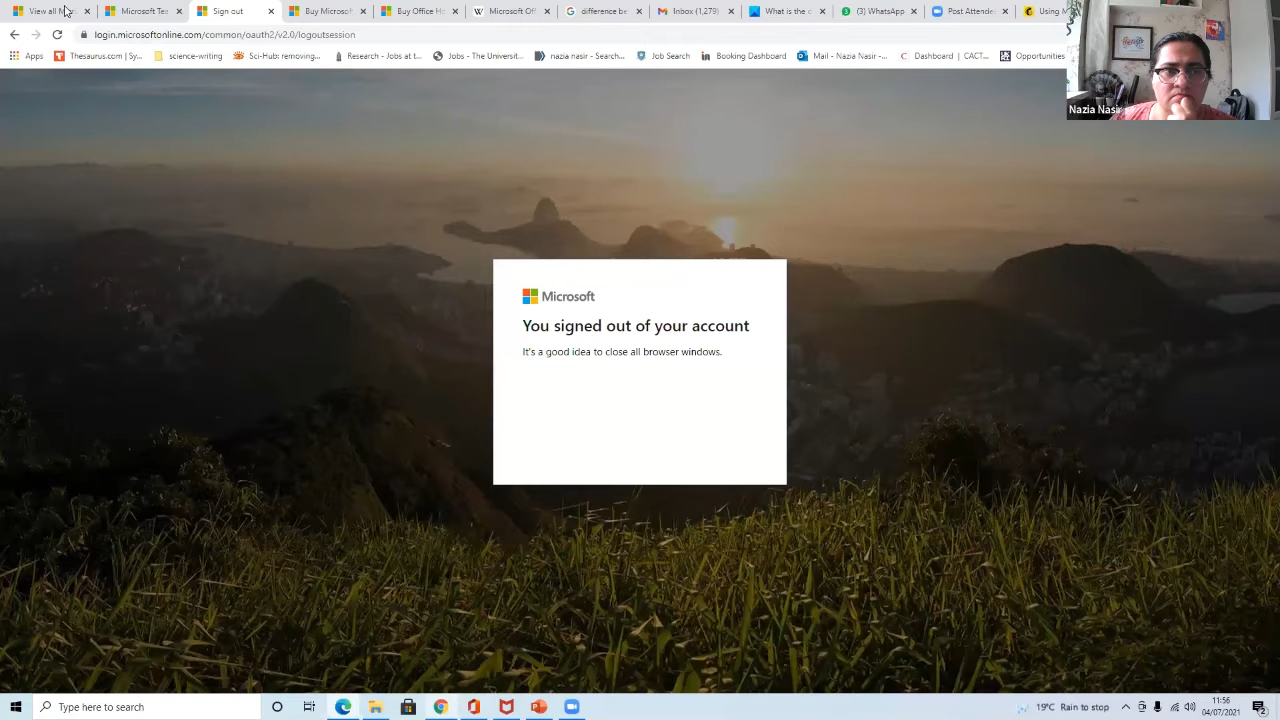 View all M
Microsoft Tea
Sign out
Buy Microsof
Buy Office Ho
Microsoft Of
difference be
Inbox (1,279)
What is the c
(3) WhatsApp
Post Attende
Using M
login.microsoftonline.com/common/oauth2/v2.0/logoutsession
Apps
Thesaurus.com | Sy...
science-writing
Sci-Hub: removing...
Research - Jobs at t...
Jobs - The Universit...
nazia nasir - Search...
Job Search
Booking Dashboard
Mail - Nazia Nasir -...
Dashboard | CACT...
Opportunities
Nazia Nasir
Microsoft
You signed out of your account
It's a good idea to close all browser windows.
Type here to search
19°C Rain to stop
11:56
04/07/2021
2